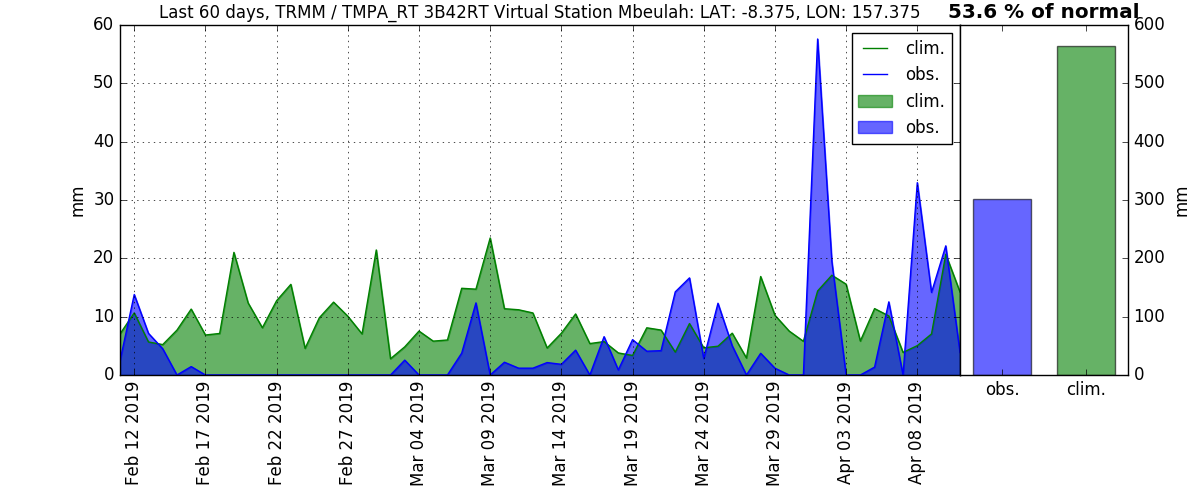 Last 60 days, TRMM / TMPA_RT 3B42RT Virtual Station Mbeulah: LAT: -8.375, LON: 157.375
53.6 % of normal
60
50
40
30
20
10
0
mm
clim.
obs.
clim.
obs.
600
500
400
300
200
100
0
mm
obs.
clim.
Feb 12 2019
Feb 17 2019
Feb 22 2019
Feb 27 2019
Mar 04 2019
Mar 09 2019
Mar 14 2019
Mar 19 2019
Mar 24 2019
Mar 29 2019
Apr 03 2019
Apr 08 2019